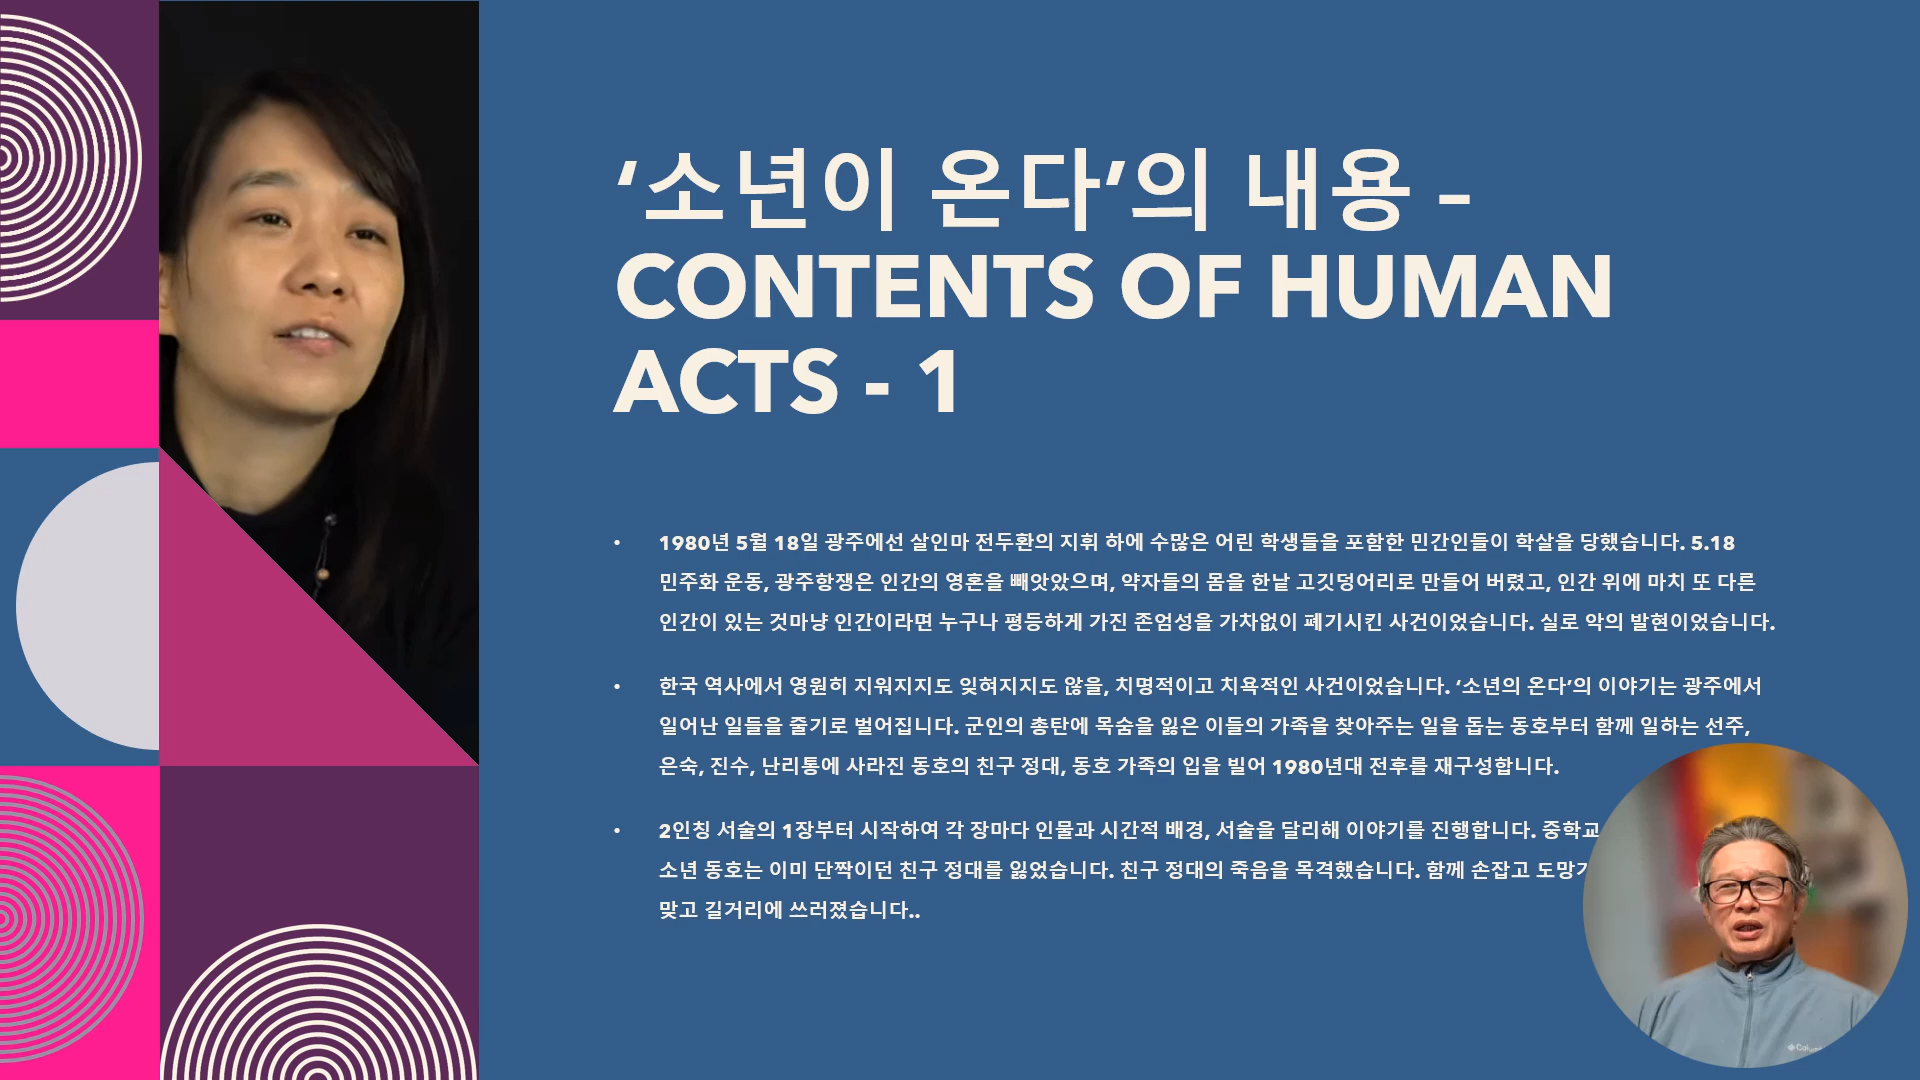 ‘소년이 온다’의 내용 –
CONTENTS OF HUMAN
ACTS - 1
• 1980년 5월 18일 광주에선 살인마 전두환의 지휘 하에 수많은 어린 학생들을 포함한 민간인들이 학살을 당했습니다. 5.18
민주화 운동, 광주항쟁은 인간의 영혼을 빼앗았으며, 약자들의 몸을 한낱 고깃덩어리로 만들어 버렸고, 인간 위에 마치 또 다른
인간이 있는 것마냥 인간이라면 누구나 평등하게 가진 존엄성을 가차없이 폐기시킨 사건이었습니다. 실로 악의 발현이었습니다.
• 한국 역사에서 영원히 지워지지도 잊혀지지도 않을, 치명적이고 치욕적인 사건이었습니다. ‘소년의 온다’의 이야기는 광주에서
일어난 일들을 줄기로 벌어집니다. 군인의 총탄에 목숨을 잃은 이들의 가족을 찾아주는 일을 돕는 동호부터 함께 일하는 선주,
은숙, 진수, 난리통에 사라진 동호의 친구 정대, 동호 가족의 입을 빌어 1980년대 전후를 재구성합니다.
• 2인칭 서술의 1장부터 시작하여 각 장마다 인물과 시간적 배경, 서술을 달리해 이야기를 진행합니다. 중학교
소년 동호는 이미 단짝이던 친구 정대를 잃었습니다. 친구 정대의 죽음을 목격했습니다. 함께 손잡고
맞고 길거리에 쓰러졌습니다..